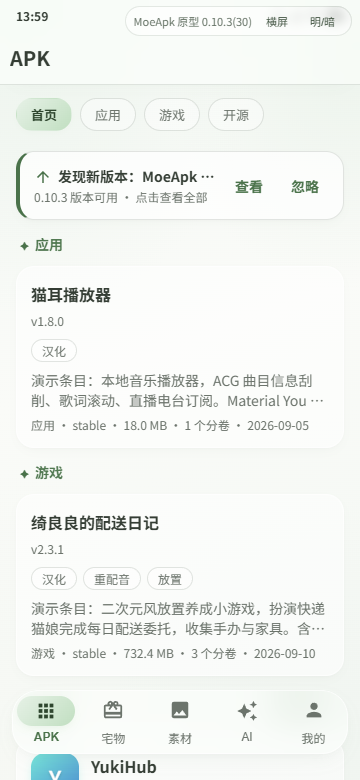 13:59
MoeApk 原型 0.10.3(30) 横屏 明/暗
APK
首页 应用 游戏 开源
发现新版本：MoeApk …
0.10.3 版本可用 • 点击查看全部
查看 忽略
应用
猫耳播放器
v1.8.0
汉化
演示条目：本地音乐播放器，ACG 曲目信息刮
削、歌词滚动、直播电台订阅。Material You …
应用 • stable • 18.0 MB • 1 个分卷 • 2026-09-05
游戏
绮良良的配送日记
v2.3.1
汉化 重配音 放置
演示条目：二次元风放置养成小游戏，扮演快递
猫娘完成每日配送委托，收集手办与家具。含…
游戏 • stable • 732.4 MB • 3 个分卷 • 2026-09-10
APK 宅物 素材 AI 我的
Y
YukiHub